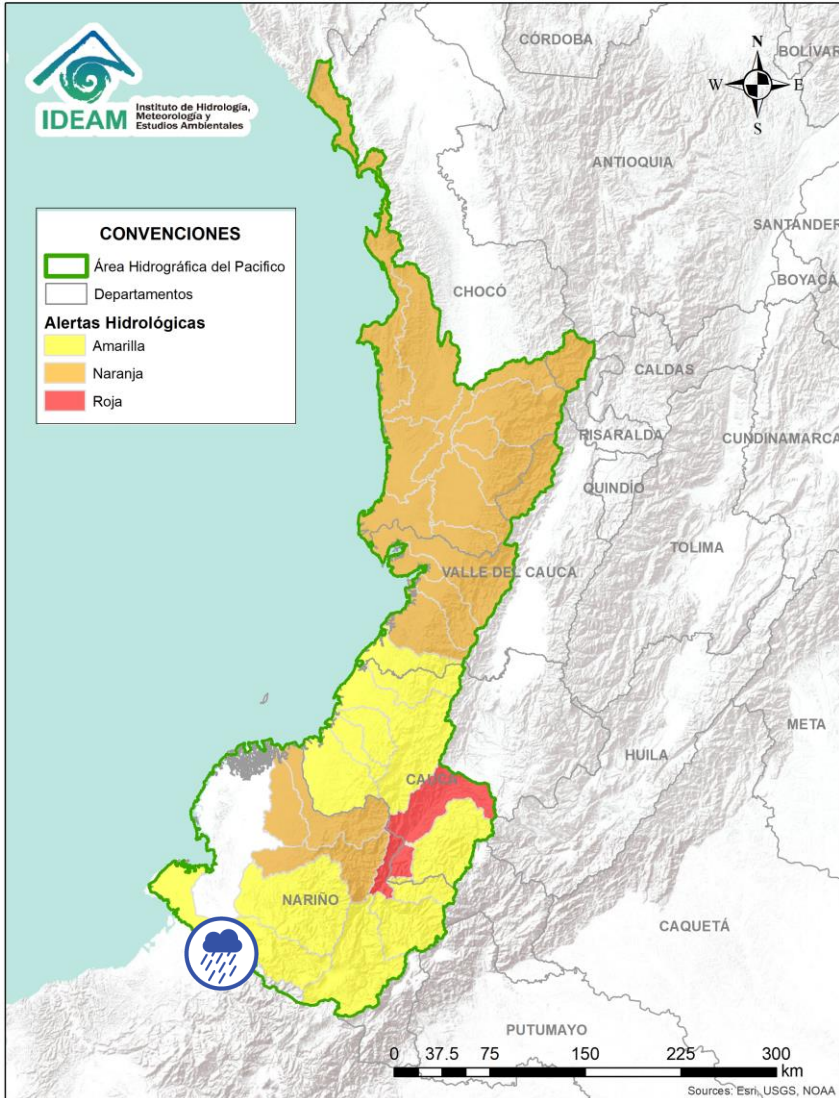 IDEAM
Instituto de Hidrología,
Meteorología y
Estudios Ambientales
CONVENCIONES
Área Hidrográfica del Pacifico
Departamentos
Alertas Hidrológicas
Amarilla
Naranja
Roja
N
W
E
S
CÓRDOBA
BOLÍVAR
ANTIOQUIA
SANTANDER
BOYACÁ
CHOCÓ
CALDAS
RISARALDA
CUNDINAMARCA
QUINDÍO
TOLIMA
VALLE DEL CAUCA
META
HUILA
CAUCA
NARIÑO
CAQUETÁ
PUTUMAYO
0 37.5 75 150 225 300
km
Sources: Esri, USGS, NOAA